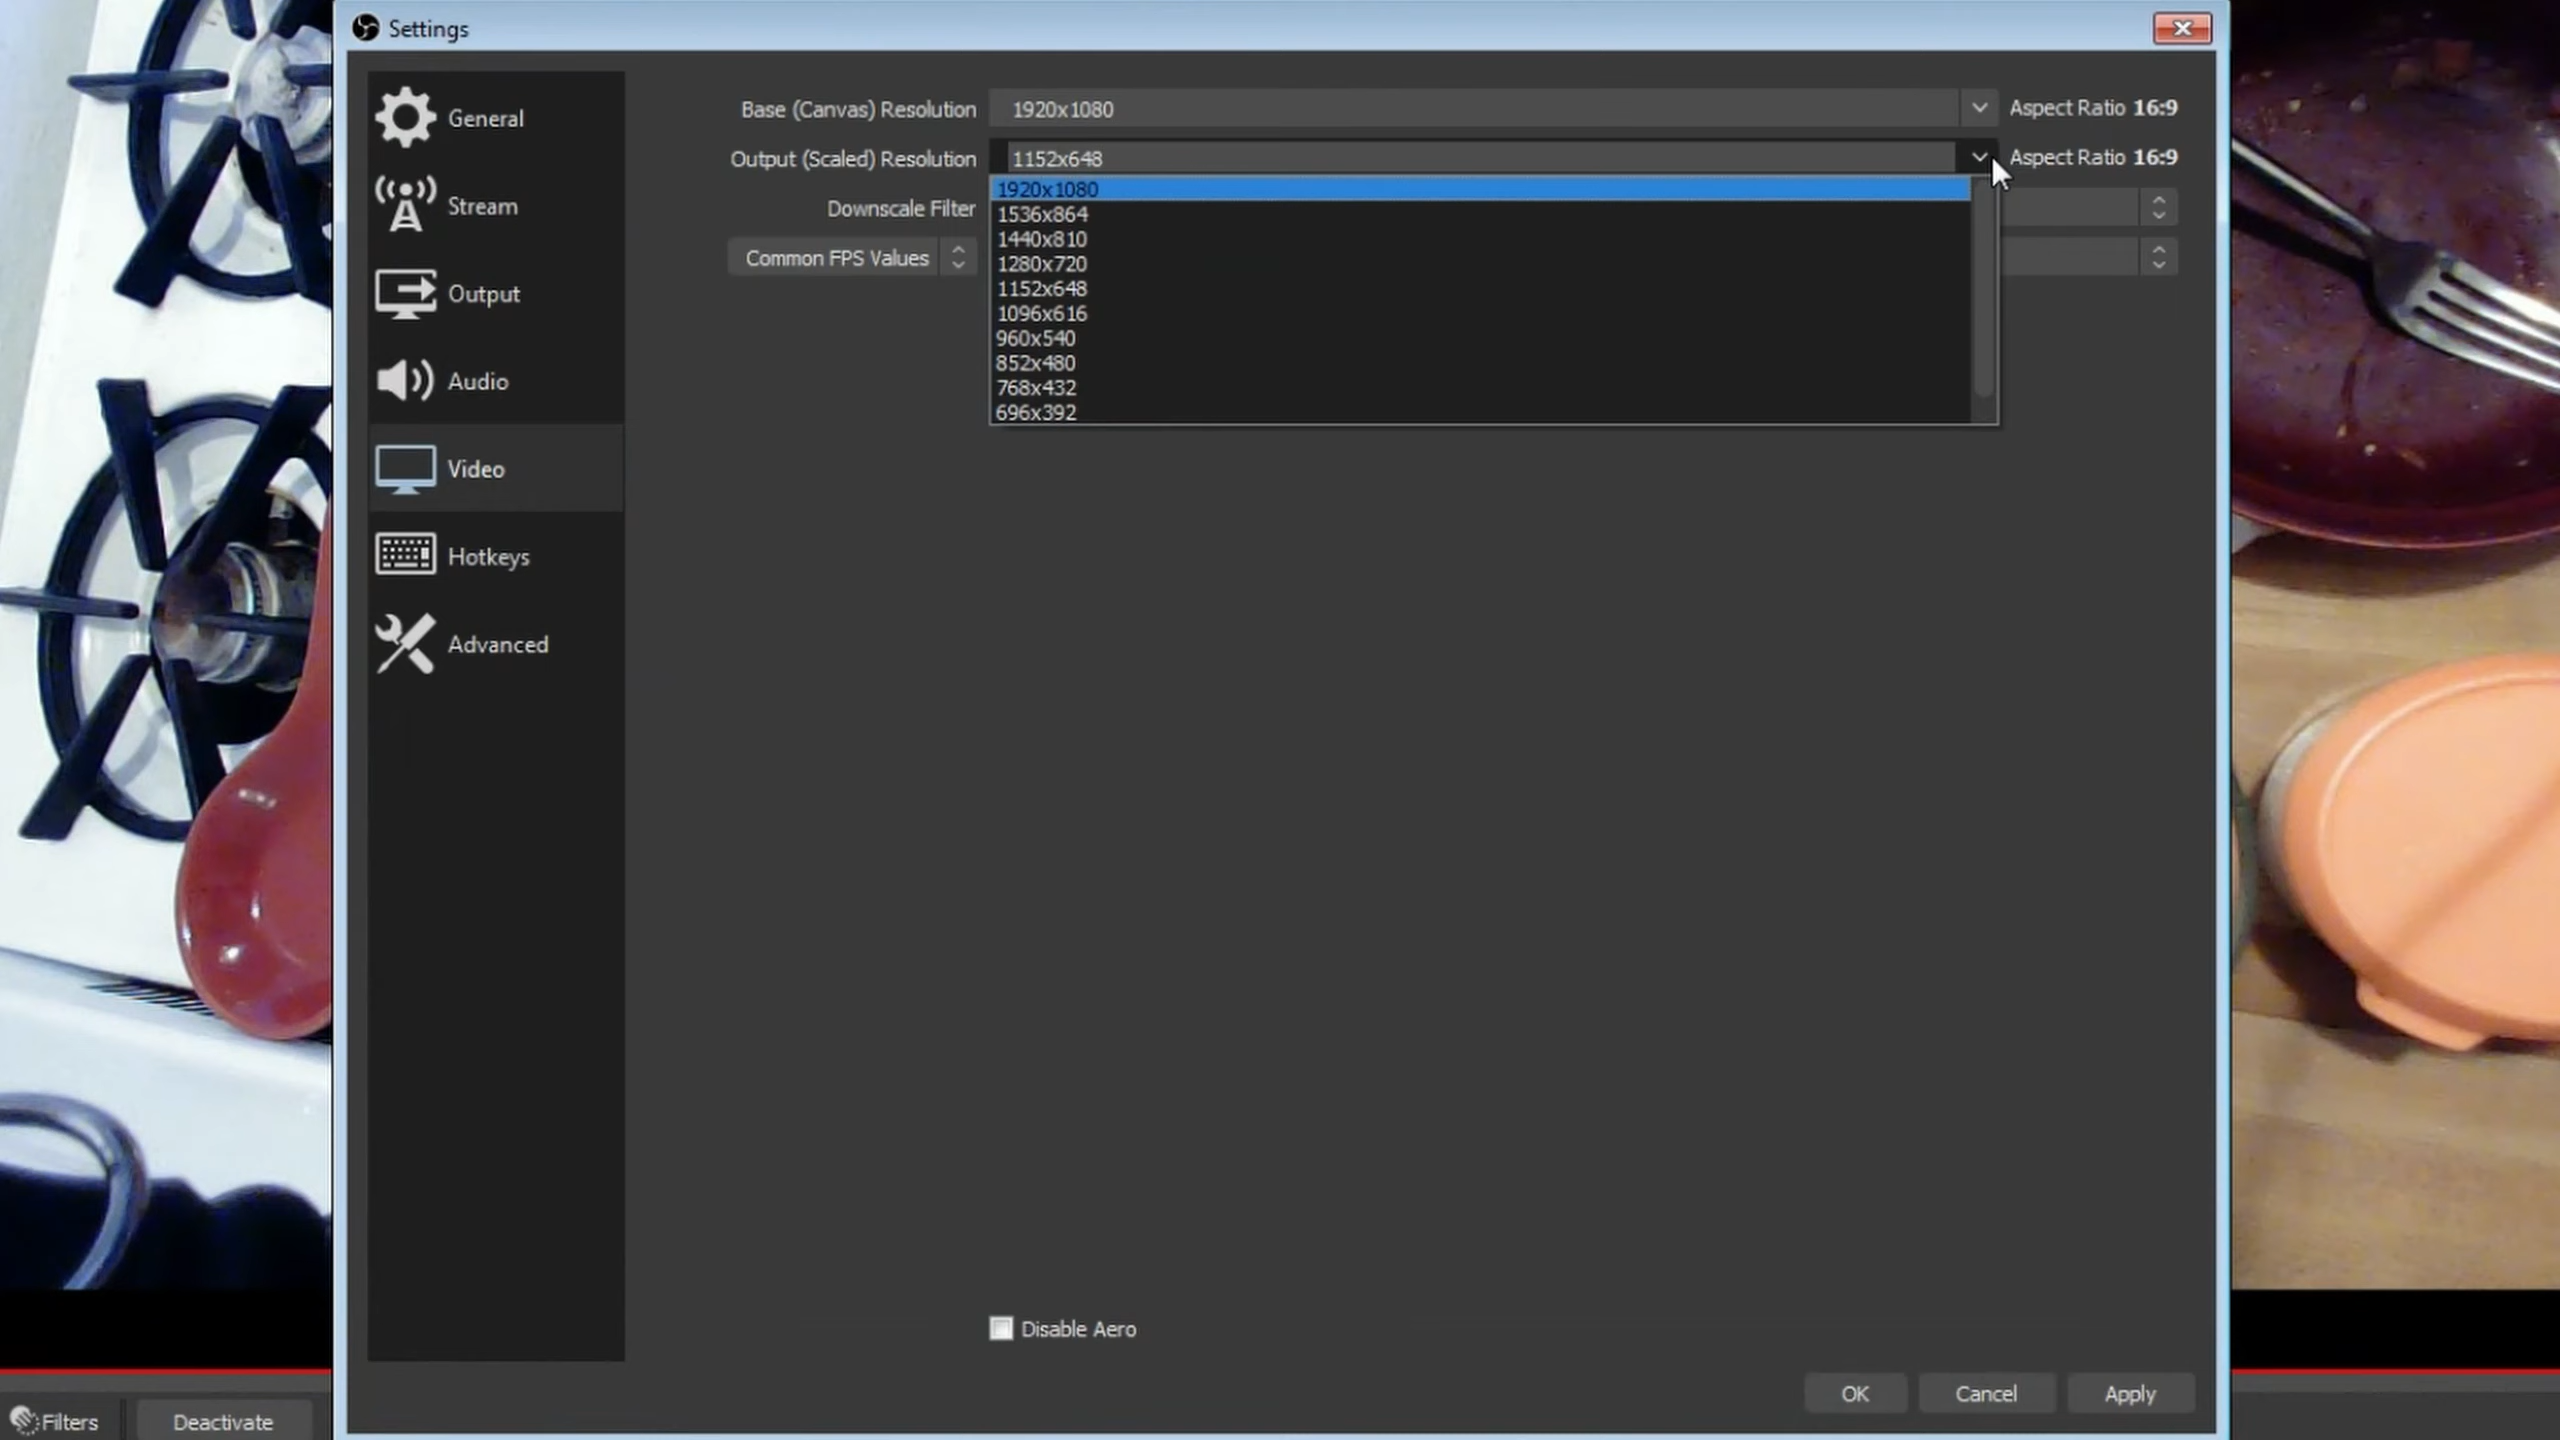 Settings
General
Stream
Output
Audio
Video
Hotkeys
Advanced
Base (Canvas) Resolution 1920x1080 Aspect Ratio 16:9
Output (Scaled) Resolution 1152x648 Aspect Ratio 16:9
Downscale Filter
Common FPS Values
1920x1080
1536x864
1440x810
1280x720
1152x648
1096x616
960x540
852x480
768x432
696x392
Disable Aero
OK Cancel Apply
Filters Deactivate